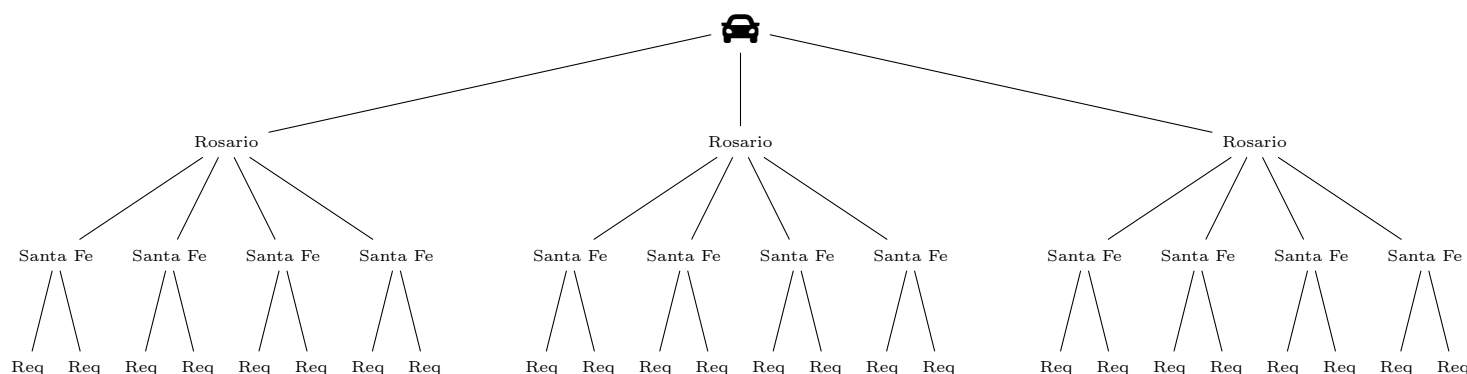 Rosario Rosario Rosario
Santa Fe Santa Fe Santa Fe Santa Fe Santa Fe Santa Fe Santa Fe Santa Fe Santa Fe Santa Fe Santa Fe Santa Fe
Req Req Req Req Req Req Req Req Req Req Req Req Req Req Req Req Req Req Req Req Req Req Req Req